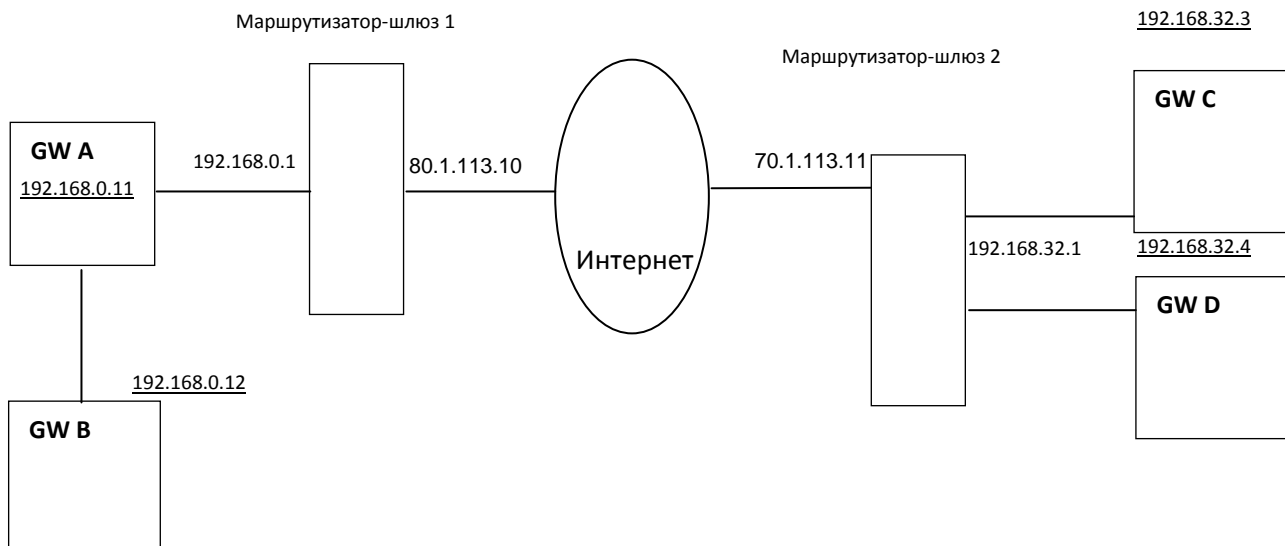 Маршрутизатор-шлюз 1
192.168.32.3
Маршрутизатор-шлюз 2
GW C
GW A
192.168.0.11
192.168.0.1
80.1.113.10
70.1.113.11
Интернет
192.168.32.1
192.168.32.4
GW D
192.168.0.12
GW B